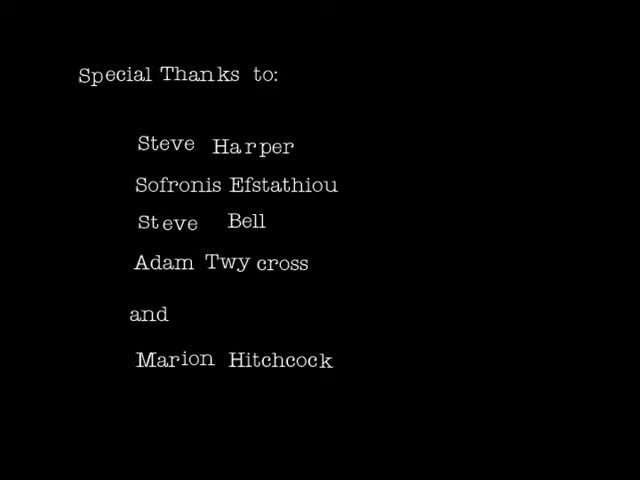 Special Thanks to:
Steve Harper
Sofronis Efstathiou
Steve Bell
Adam Twycross
and
Marion Hitchcock